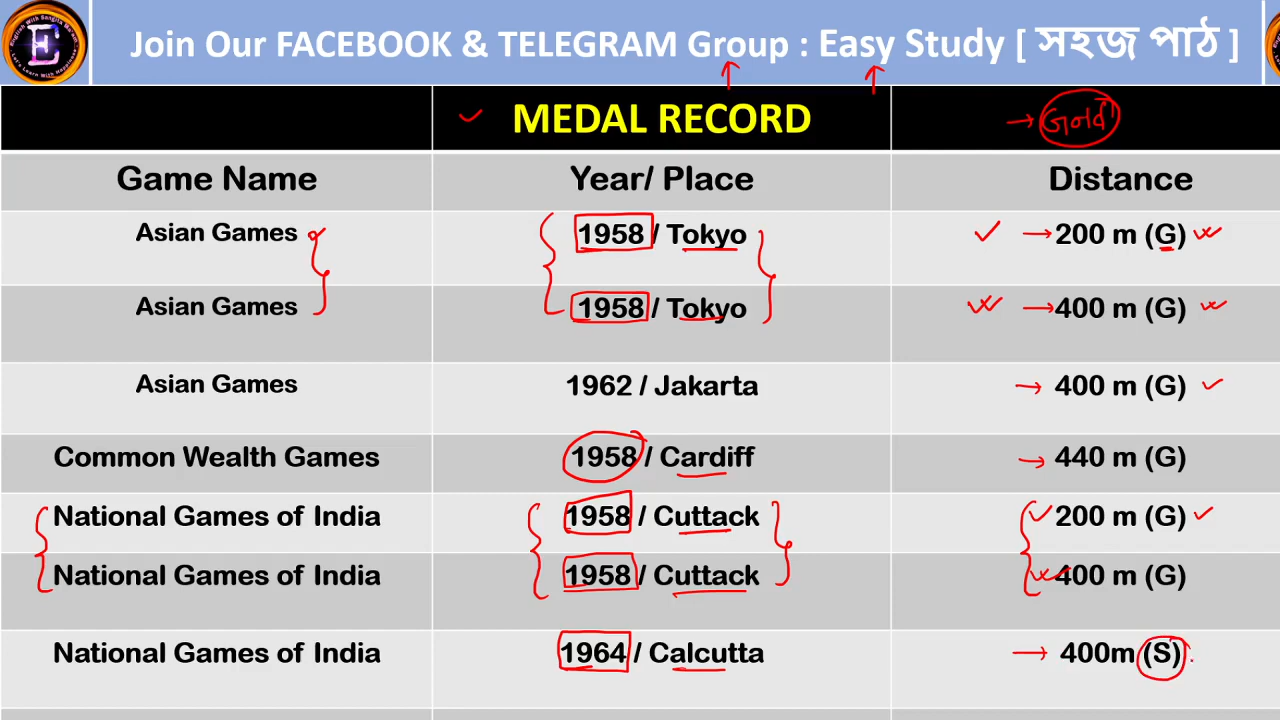 Join Our FACEBOOK & TELEGRAM Group : Easy Study [ সহজ পাঠ ]
MEDAL RECORD
Game Name Year/ Place Distance
Asian Games 1958 / Tokyo 200 m (G)
Asian Games 1958 / Tokyo 400 m (G)
Asian Games 1962 / Jakarta 400 m (G)
Common Wealth Games 1958 / Cardiff 440 m (G)
National Games of India 1958 / Cuttack 200 m (G)
National Games of India 1958 / Cuttack 400 m (G)
National Games of India 1964 / Calcutta 400m (S)